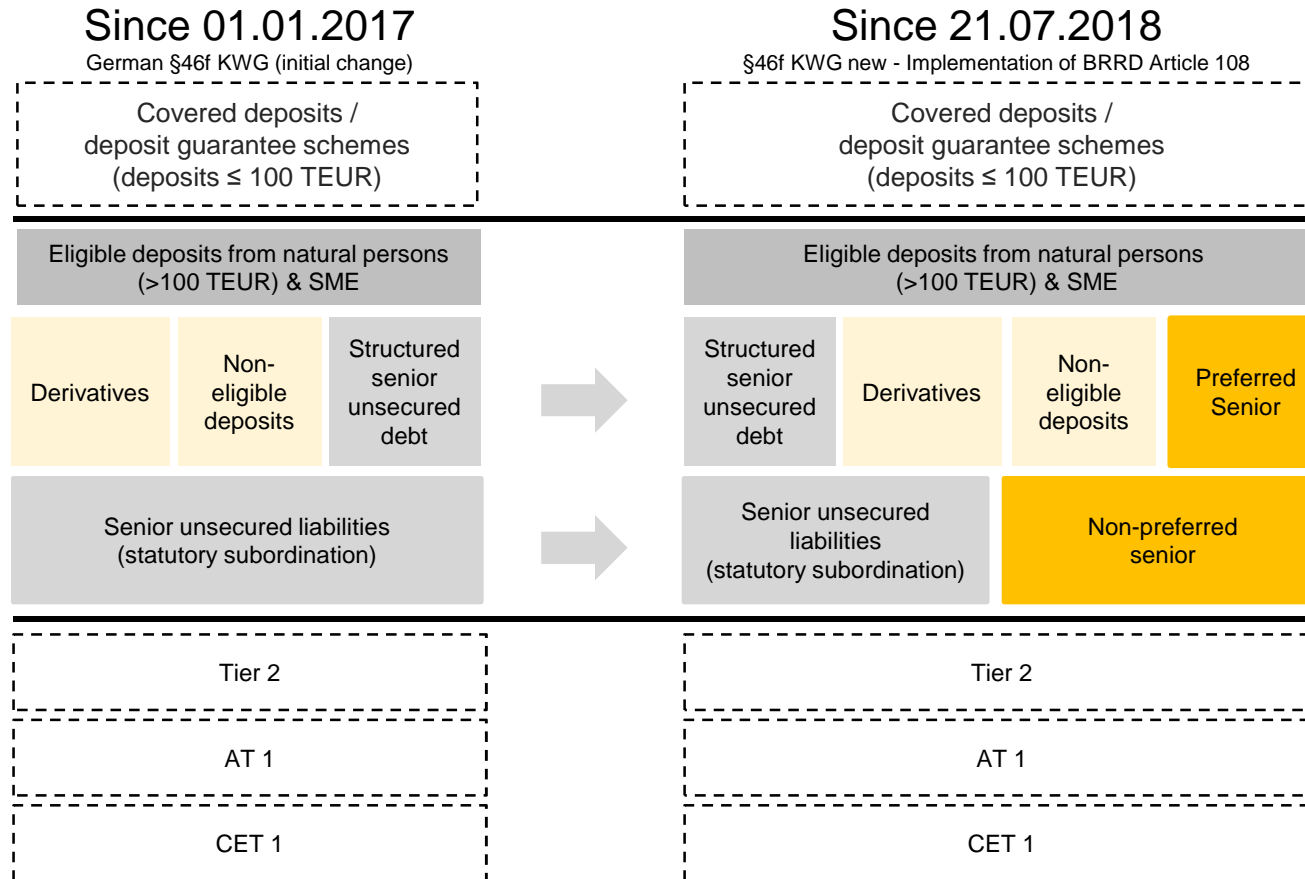 Since 01.01.2017
German §46f KWG (initial change)
Covered deposits /
deposit guarantee schemes
(deposits ≤ 100 TEUR)
Eligible deposits from natural persons
(>100 TEUR) & SME
Derivatives
Non-
eligible
deposits
Structured
senior
unsecured
debt
Senior unsecured liabilities
(statutory subordination)
Tier 2
AT 1
CET 1
Since 21.07.2018
§46f KWG new - Implementation of BRRD Article 108
Covered deposits /
deposit guarantee schemes
(deposits ≤ 100 TEUR)
Eligible deposits from natural persons
(>100 TEUR) & SME
Structured
senior
unsecured
debt
Derivatives
Non-
eligible
deposits
Preferred
Senior
Senior unsecured
liabilities
(statutory subordination)
Non-preferred
senior
Tier 2
AT 1
CET 1